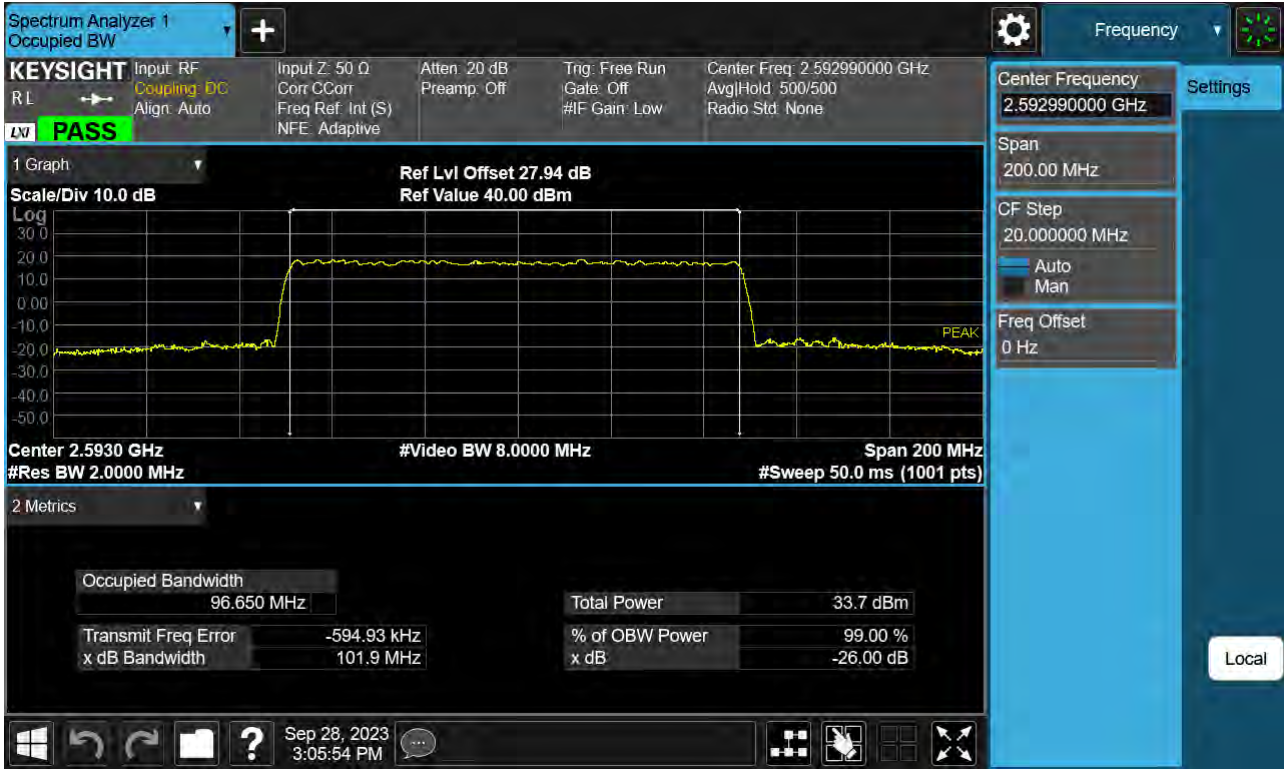 Spectrum Analyzer 1
Occupied BW
+
Frequency
KEYSIGHT
RL
LXI
PASS
Input: RF
Coupling: DC
Align: Auto
Input Z: 50 Ω
Corr CCorr
Freq Ref: Int (S)
NFE: Adaptive
Atten: 20 dB
Preamp: Off
Trig: Free Run
Gate: Off
#IF Gain: Low
Center Freq: 2.592990000 GHz
Avg|Hold: 500/500
Radio Std: None
Center Frequency
2.592990000 GHz
Settings
Span
200.00 MHz
CF Step
20.000000 MHz
Auto
Man
Freq Offset
0 Hz
Local
1 Graph
Scale/Div 10.0 dB
Ref Lvl Offset 27.94 dB
Ref Value 40.00 dBm
Log
30.0
20.0
10.0
0.00
-10.0
-20.0
-30.0
-40.0
-50.0
PEAK
Center 2.5930 GHz
#Video BW 8.0000 MHz
Span 200 MHz
#Res BW 2.0000 MHz
#Sweep 50.0 ms (1001 pts)
2 Metrics
Occupied Bandwidth
96.650 MHz
Total Power 33.7 dBm
Transmit Freq Error -594.93 kHz
% of OBW Power 99.00 %
x dB Bandwidth 101.9 MHz
x dB -26.00 dB
?
Sep 28, 2023
3:05:54 PM